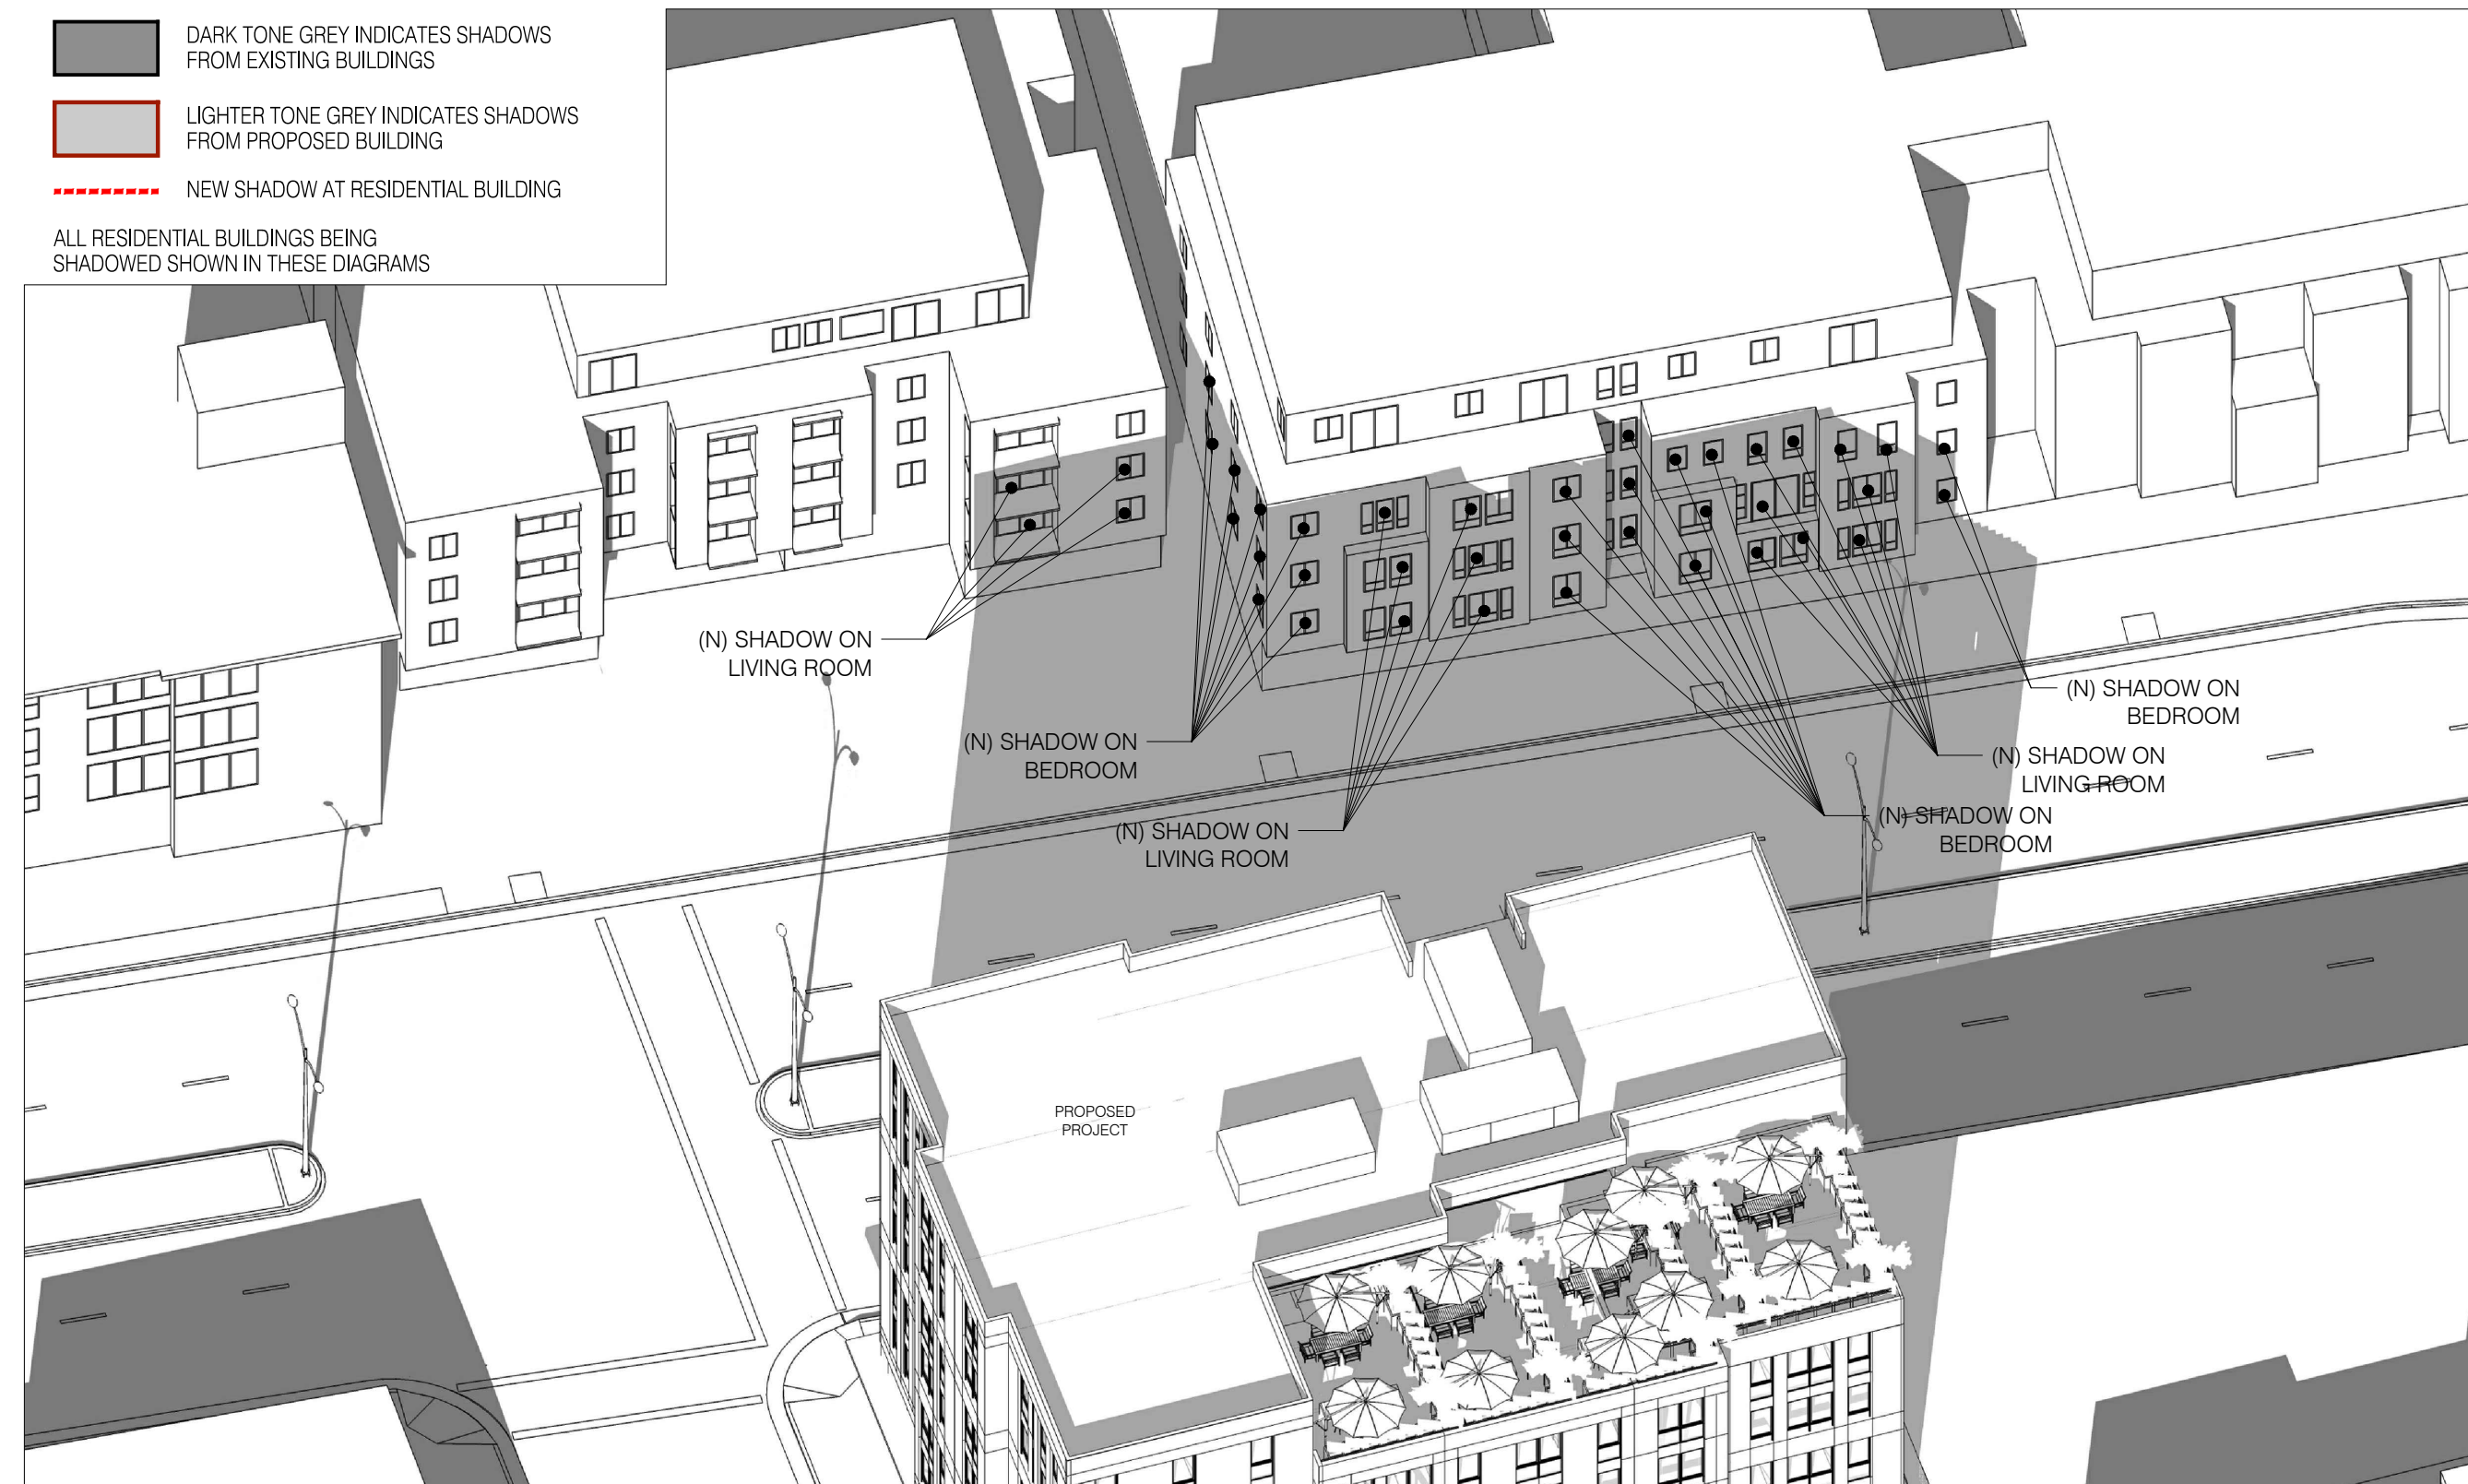 DARK TONE GREY INDICATES SHADOWS
FROM EXISTING BUILDINGS
LIGHTER TONE GREY INDICATES SHADOWS
FROM PROPOSED BUILDING
NEW SHADOW AT RESIDENTIAL BUILDING
ALL RESIDENTIAL BUILDINGS BEING
SHADOWED SHOWN IN THESE DIAGRAMS
(N) SHADOW ON
LIVING ROOM
(N) SHADOW ON
BEDROOM
(N) SHADOW ON
LIVING ROOM
(N) SHADOW ON
BEDROOM
(N) SHADOW ON
LIVING ROOM
(N) SHADOW ON
BEDROOM
PROPOSED
PROJECT